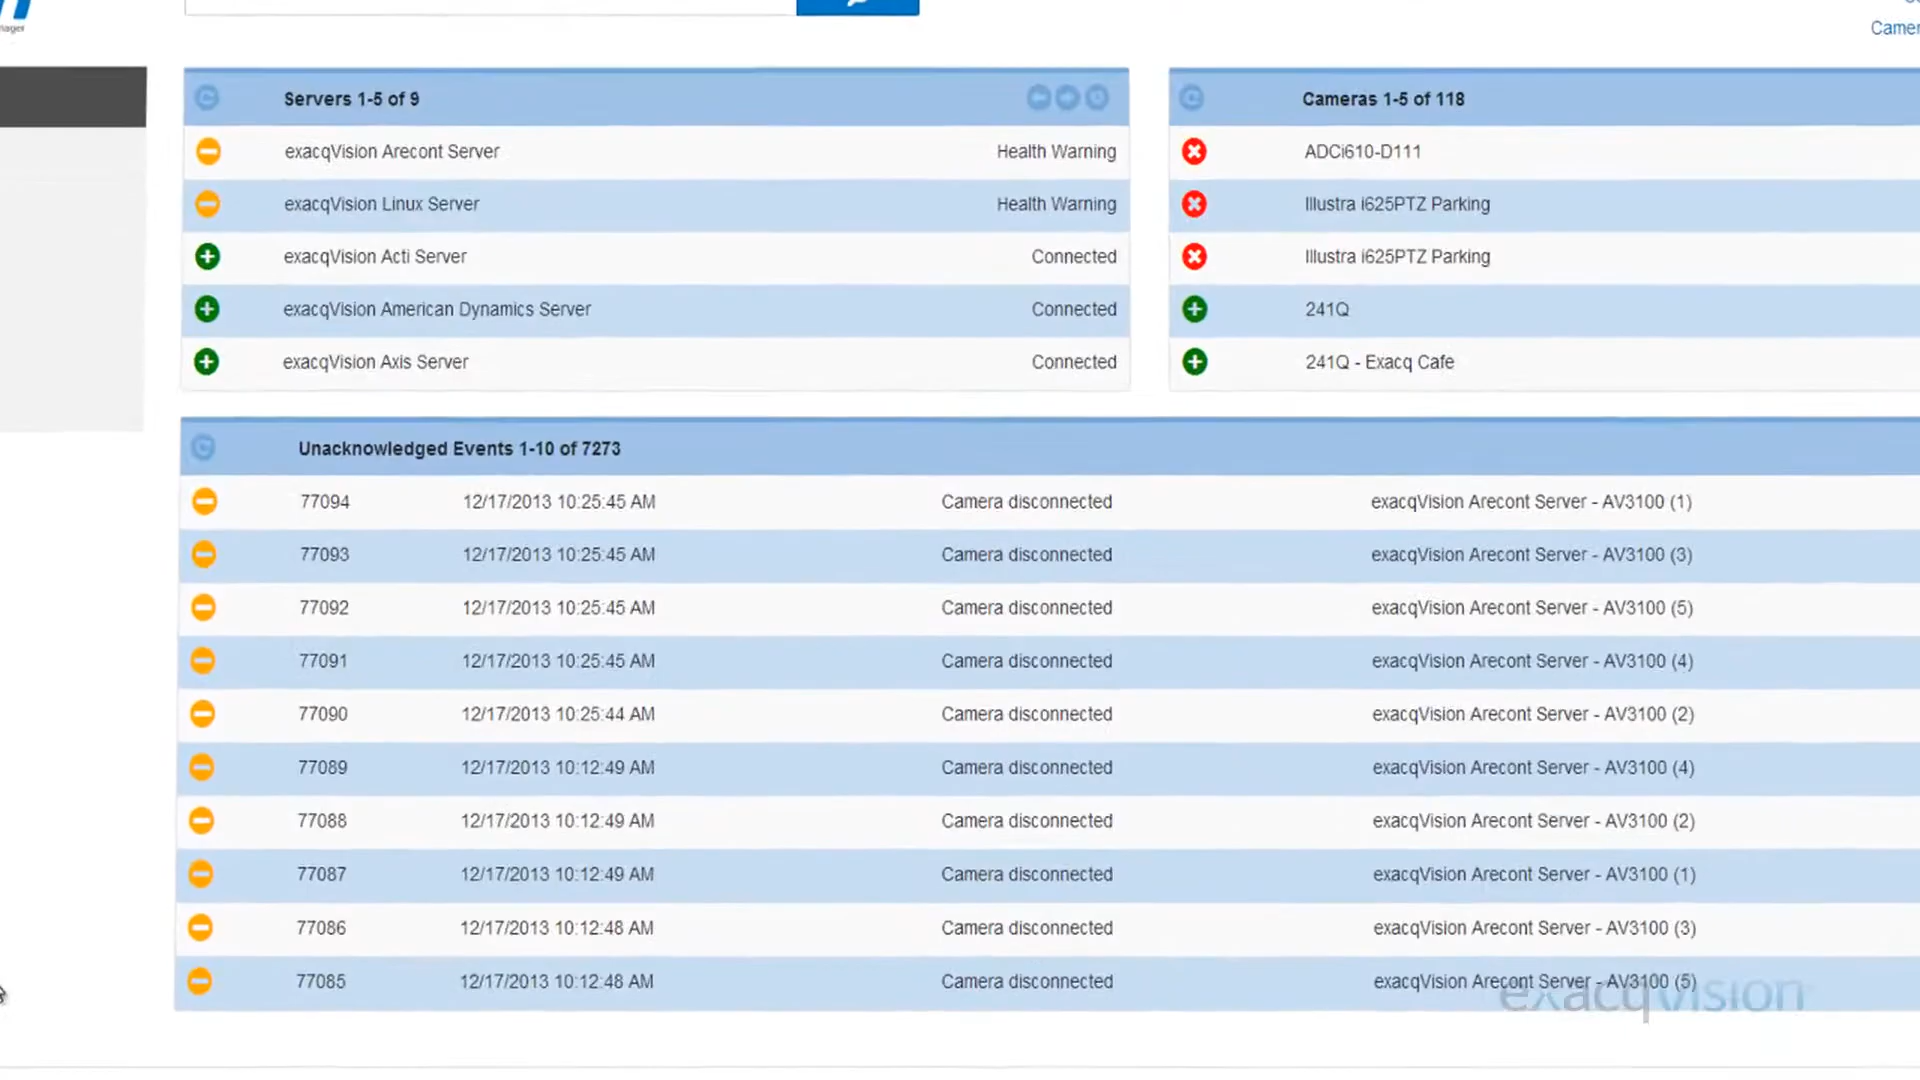 nager
Camer
Servers 1-5 of 9
exacqVision Arecont Server Health Warning
exacqVision Linux Server Health Warning
exacqVision Acti Server Connected
exacqVision American Dynamics Server Connected
exacqVision Axis Server Connected
Cameras 1-5 of 118
ADCi610-D111
Illustra i625PTZ Parking
Illustra i625PTZ Parking
241Q
241Q - Exacq Cafe
Unacknowledged Events 1-10 of 7273
77094 12/17/2013 10:25:45 AM Camera disconnected exacqVision Arecont Server - AV3100 (1)
77093 12/17/2013 10:25:45 AM Camera disconnected exacqVision Arecont Server - AV3100 (3)
77092 12/17/2013 10:25:45 AM Camera disconnected exacqVision Arecont Server - AV3100 (5)
77091 12/17/2013 10:25:45 AM Camera disconnected exacqVision Arecont Server - AV3100 (4)
77090 12/17/2013 10:25:44 AM Camera disconnected exacqVision Arecont Server - AV3100 (2)
77089 12/17/2013 10:12:49 AM Camera disconnected exacqVision Arecont Server - AV3100 (4)
77088 12/17/2013 10:12:49 AM Camera disconnected exacqVision Arecont Server - AV3100 (2)
77087 12/17/2013 10:12:49 AM Camera disconnected exacqVision Arecont Server - AV3100 (1)
77086 12/17/2013 10:12:48 AM Camera disconnected exacqVision Arecont Server - AV3100 (3)
77085 12/17/2013 10:12:48 AM Camera disconnected exacqVision Arecont Server - AV3100 (5)
exacqvision